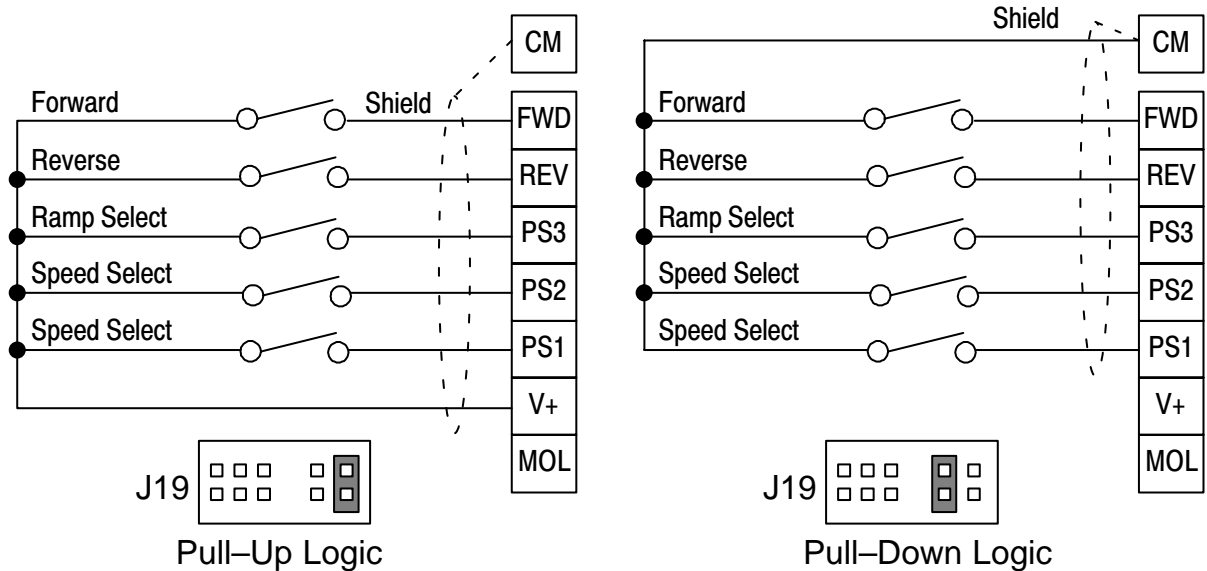 CM
Forward
Shield
FWD
Reverse
REV
Ramp Select
PS3
Speed Select
PS2
Speed Select
PS1
V+
MOL
J19
Pull–Up Logic
Shield
CM
Forward
FWD
Reverse
REV
Ramp Select
PS3
Speed Select
PS2
Speed Select
PS1
V+
MOL
J19
Pull–Down Logic